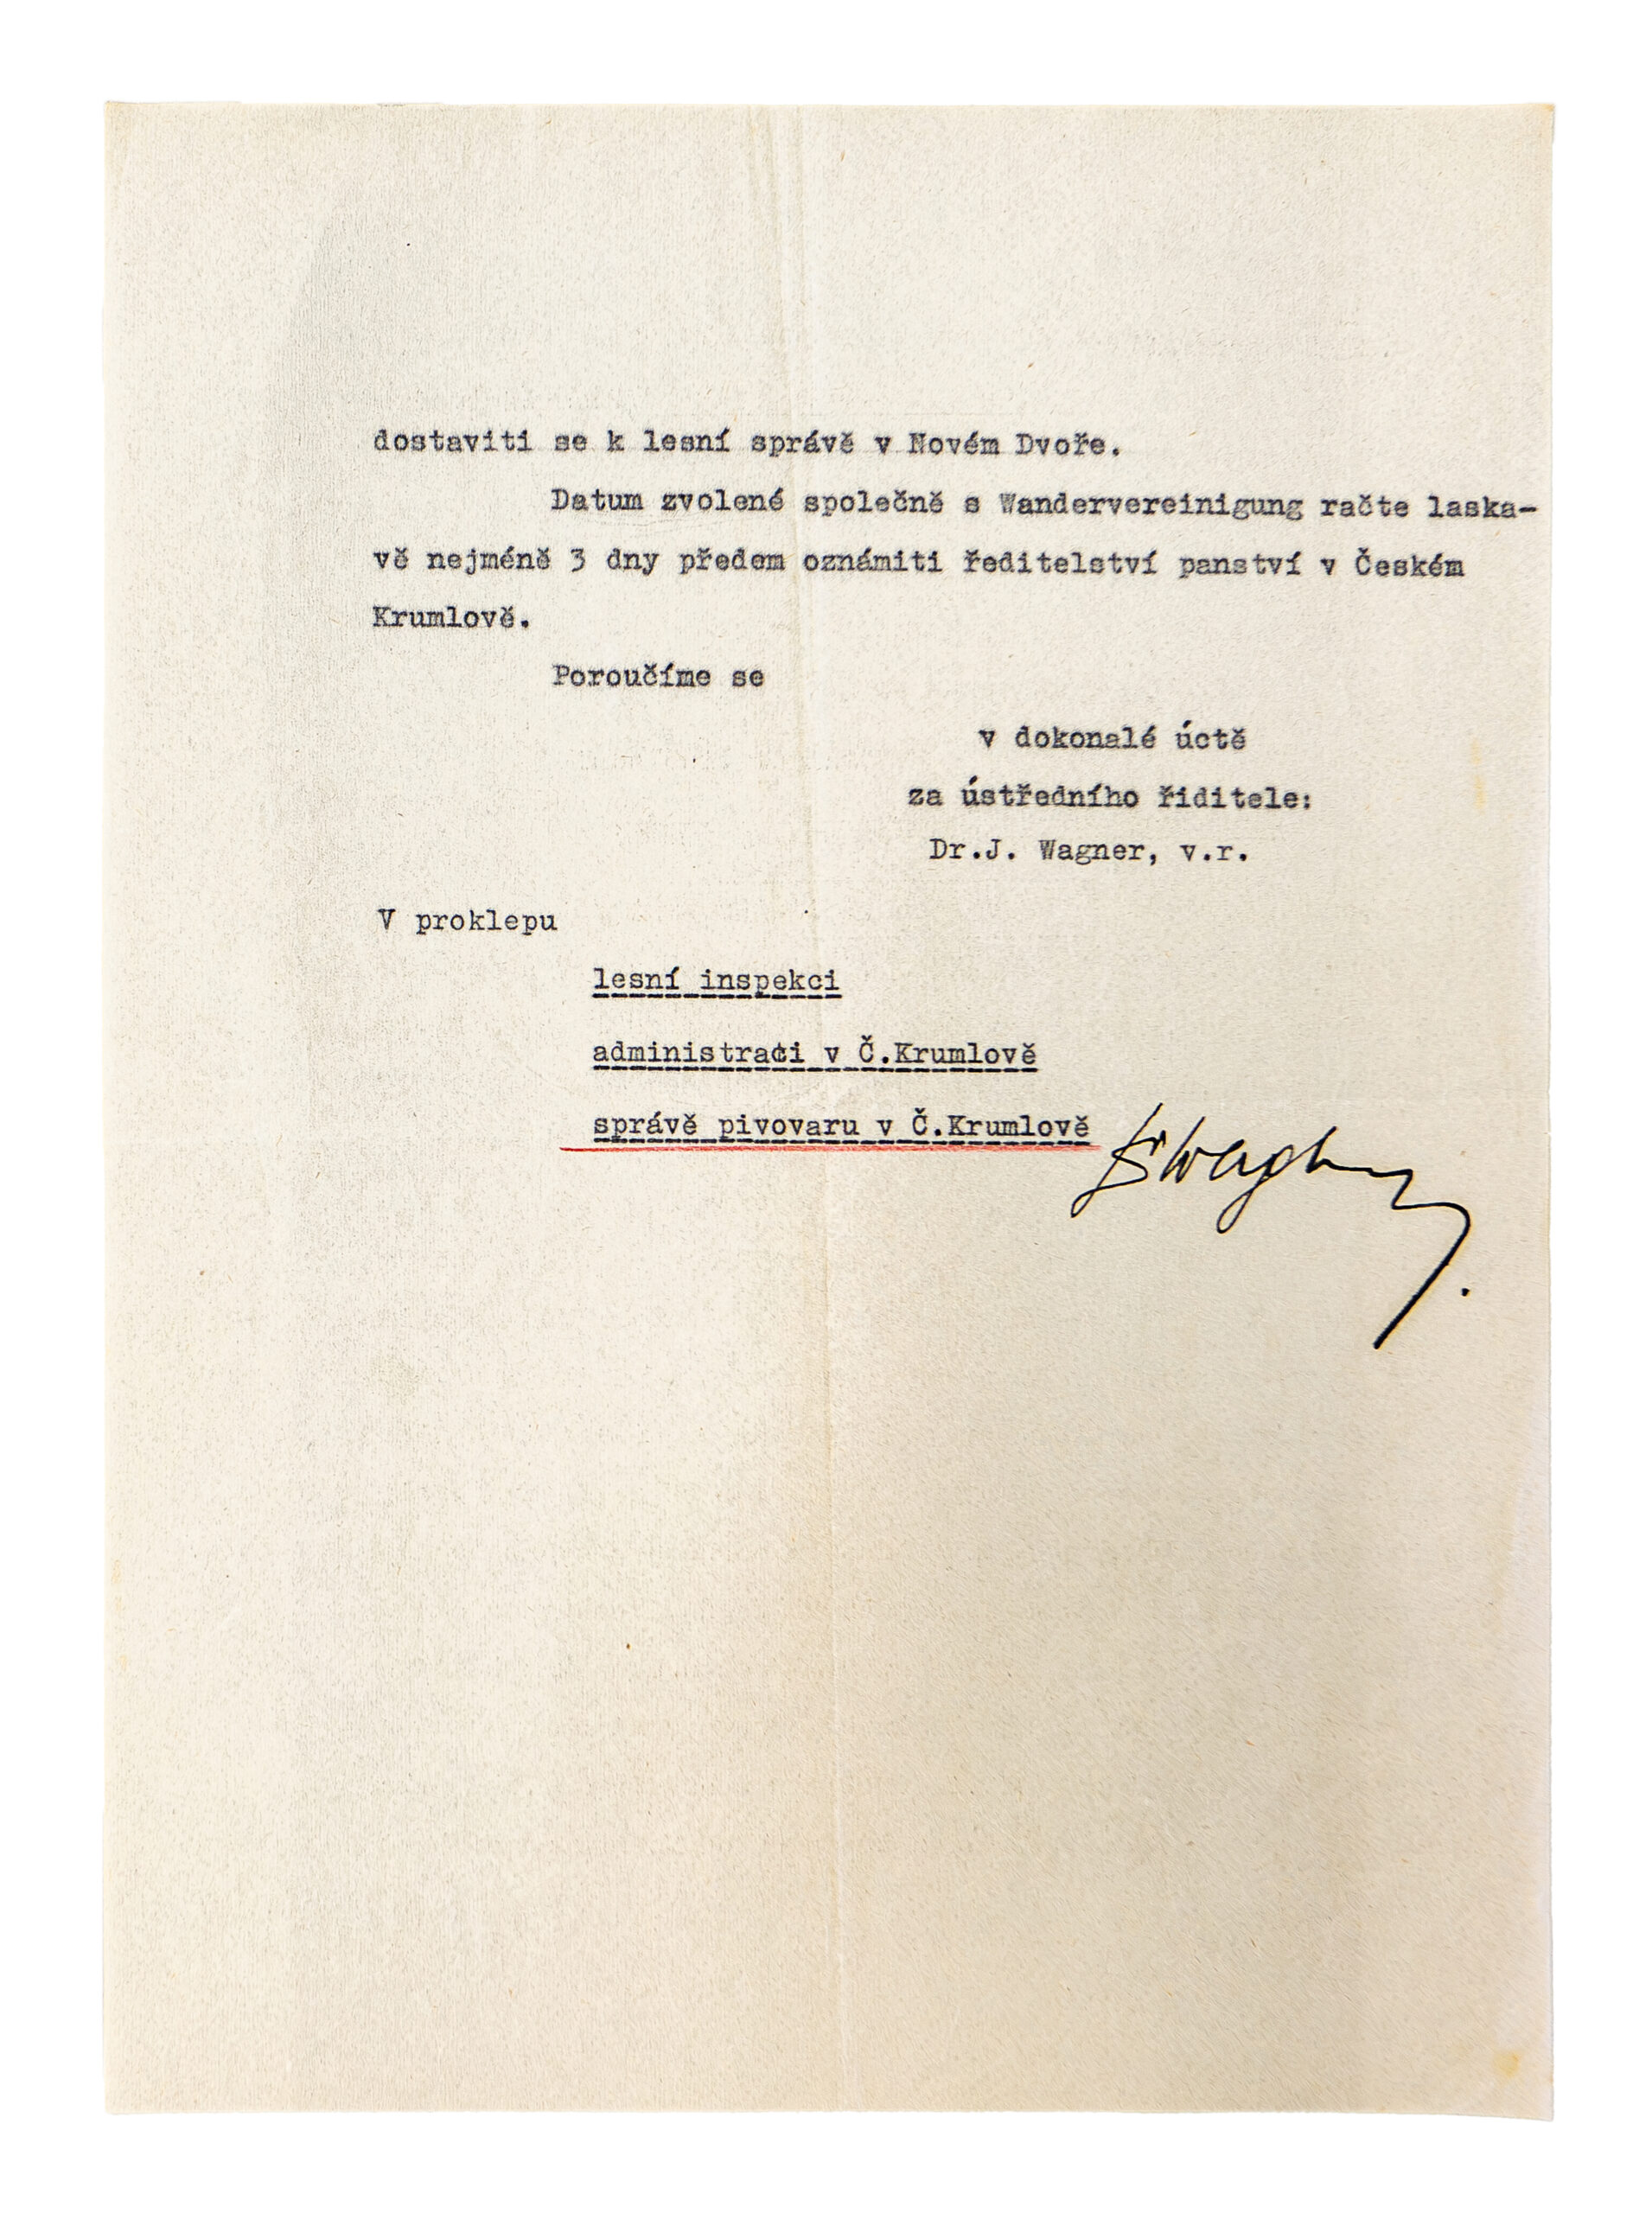 dostaviti se k lesní správě v Novém Dvoře.
Datum zvolené společně s Wandervereinigung račte laska-
vě nejméně 3 dny předem oznámiti ředitelství panství v Českém
Krumlově.
Poroučíme se
v dokonalé úctě
za ústředního řiditele:
Dr.J. Wagner, v.r.
V proklepu
lesní inspekci
administraci v Č.Krumlově
správě pivovaru v Č.Krumlově
DrWagner